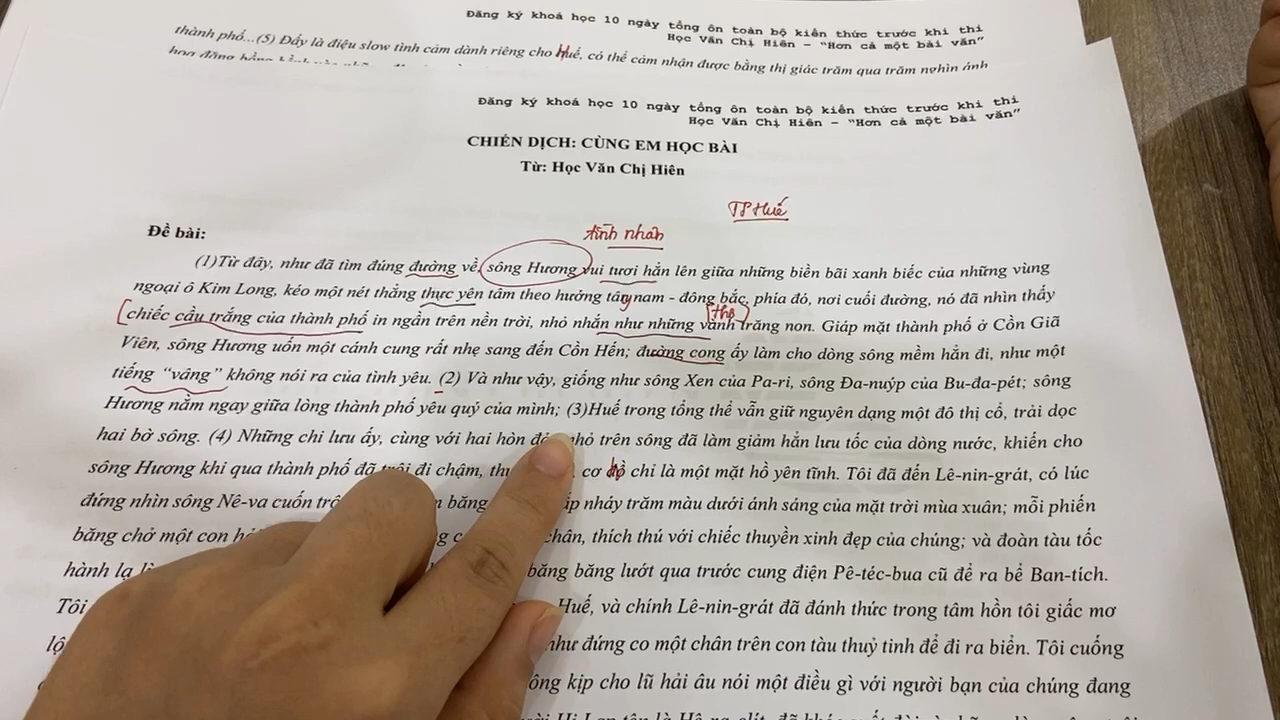 Đăng ký khoá học 10 ngày tổng ôn toàn bộ kiến thức trước khi thi
Học Văn Chị Hiên – “Hơn cả một bài văn”
thành phố...(5) Đấy là điệu slow tình cảm dành riêng cho Huế, có thể cảm nhận được bằng thị giác trăm qua trăm nghìn ánh
Đăng ký khoá học 10 ngày tổng ôn toàn bộ kiến thức trước khi thi
Học Văn Chị Hiên – “Hơn cả một bài văn”
CHIẾN DỊCH: CÙNG EM HỌC BÀI
Từ: Học Văn Chị Hiên
TP Huế
tình nhân
Đề bài:
(1)Từ đây, như đã tìm đúng đường về, sông Hương vui tươi hẳn lên giữa những biền bãi xanh biếc của những vùng
ngoại ô Kim Long, kéo một nét thẳng thực yên tâm theo hướng tây nam - đông bắc, phía đó, nơi cuối đường, nó đã nhìn thấy
chiếc cầu trắng của thành phố in ngần trên nền trời, nhỏ nhắn như những vành trăng non. Giáp mặt thành phố ở Cồn Giã
Viên, sông Hương uốn một cánh cung rất nhẹ sang đến Cồn Hến; đường cong ấy làm cho dòng sông mềm hẳn đi, như một
tiếng “vâng” không nói ra của tình yêu. (2) Và như vậy, giống như sông Xen của Pa-ri, sông Đa-nuýp của Bu-đa-pét; sông
Hương nằm ngay giữa lòng thành phố yêu quý của mình; (3)Huế trong tổng thể vẫn giữ nguyên dạng một đô thị cổ, trải dọc
hai bờ sông. (4) Những chi lưu ấy, cùng với hai hòn đảo nhỏ trên sông đã làm giảm hẳn lưu tốc của dòng nước, khiến cho
sông Hương khi qua thành phố đã trôi đi chậm, cơ hồ chỉ là một mặt hồ yên tĩnh. Tôi đã đến Lê-nin-grát, có lúc
đứng nhìn sông Nê-va cuốn băng nháy trăm màu dưới ánh sáng của mặt trời mùa xuân; mỗi phiến
băng chở một con chân, thích thú với chiếc thuyền xinh đẹp của chúng; và đoàn tàu tốc
hành lạ băng băng lướt qua trước cung điện Pê-téc-bua cũ để ra bể Ban-tích.
Tôi Huế, và chính Lê-nin-grát đã đánh thức trong tâm hồn tôi giấc mơ
như đứng co một chân trên con tàu thuỷ tinh để đi ra biển. Tôi cuống
kịp cho lũ hải âu nói một điều gì với người bạn của chúng đang